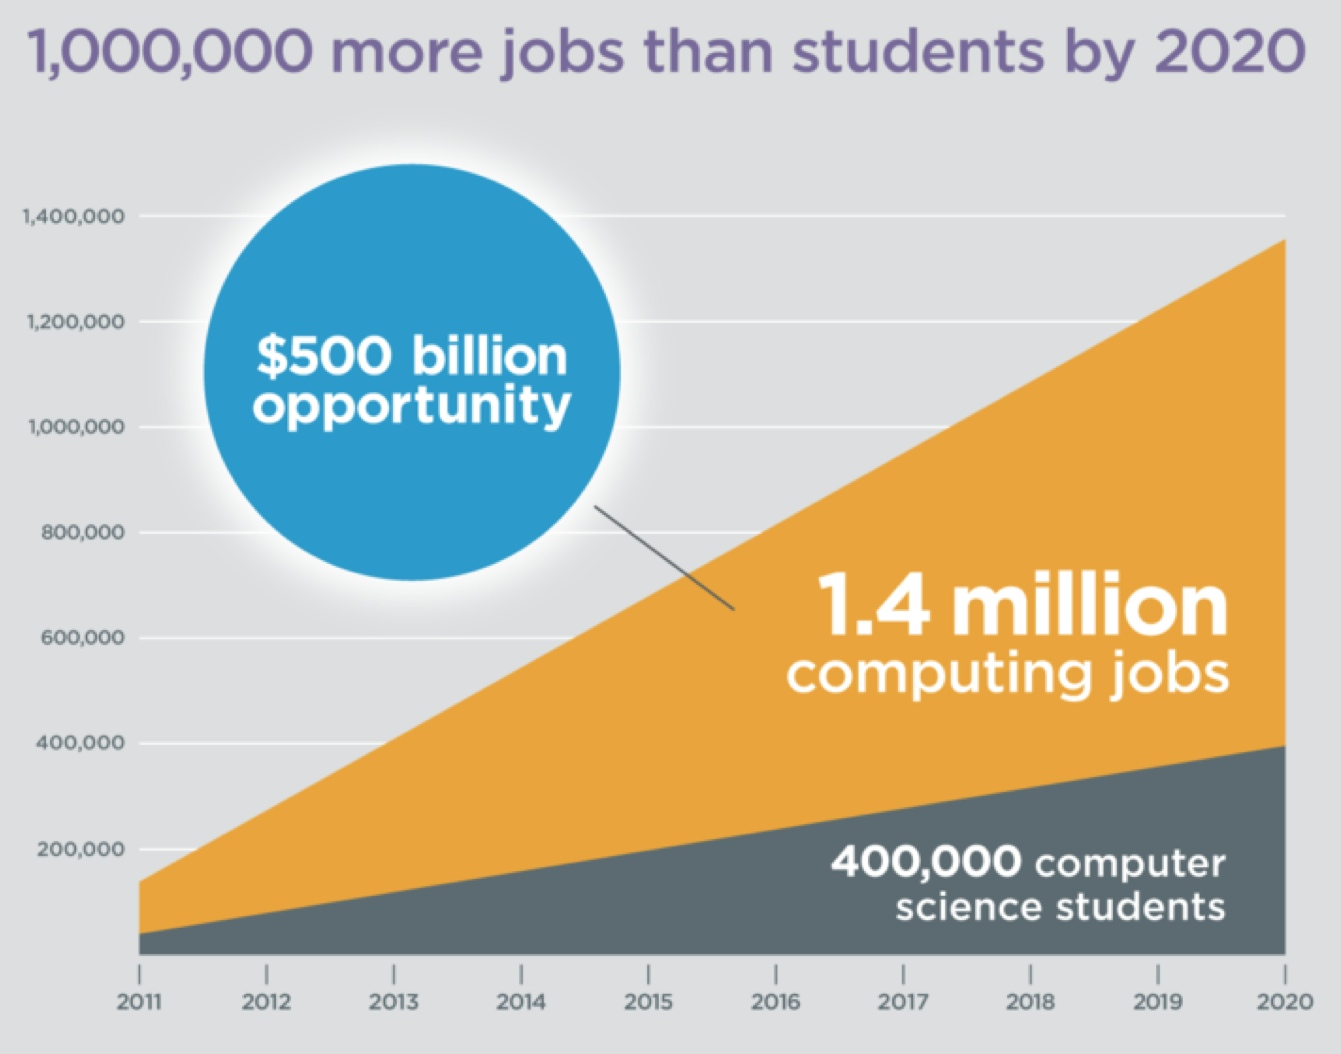 1,000,000 more jobs than students by 2020
$500 billion
opportunity
1,400,000
1,200,000
1,000,000
800,000
600,000
400,000
200,000
1.4 million
computing jobs
400,000 computer
science students
2011 2012 2013 2014 2015 2016 2017 2018 2019 2020